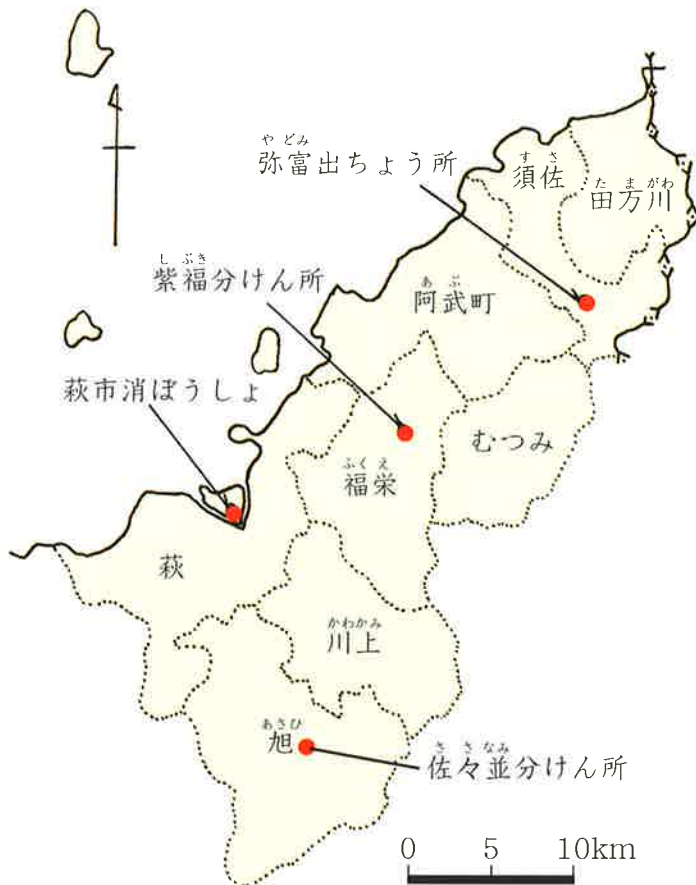 やどみ
弥富出ちょう所
すさ
須佐
たまがわ
田万川
しぶき
紫福分けん所
あぶ
阿武町
萩市消ぼうしょ
むつみ
ふくえ
福栄
萩
かわかみ
川上
あさひ
旭
ささなみ
佐々並分けん所
0 5 10km